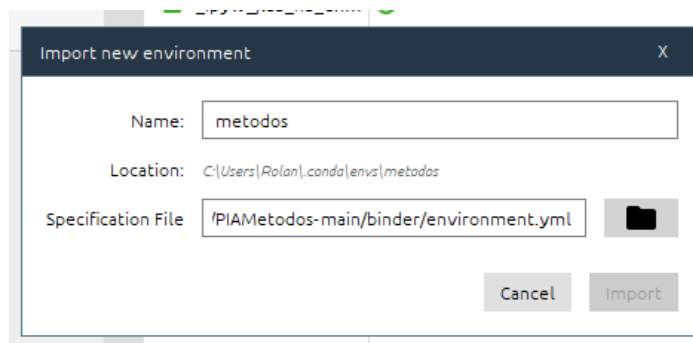 Import new environment X
Name: metodos
Location: C:\Users\Rolan\.conda\envs\metodos
Specification File /PIAMetodos-main/binder/environment.yml
Cancel Import